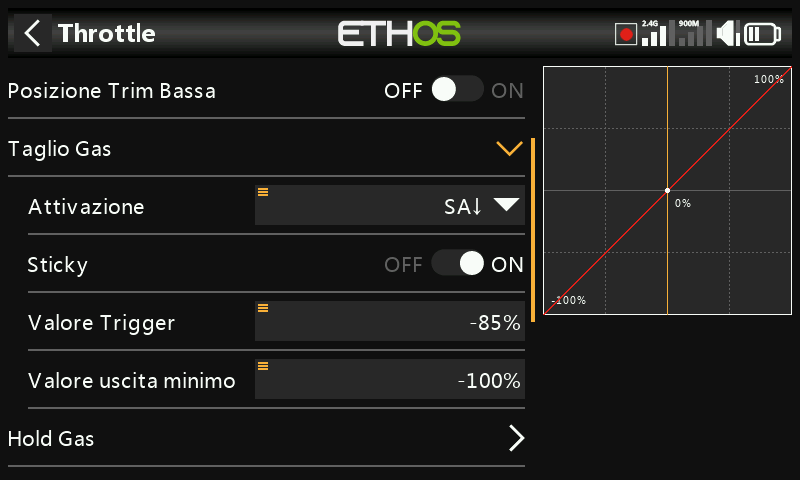 Throttle
ETHOS
2.4G
900M
Posizione Trim Bassa
OFF
ON
Taglio Gas
Attivazione
SA↓
Sticky
OFF
ON
Valore Trigger
-85%
Valore uscita minimo
-100%
Hold Gas
100%
0%
-100%